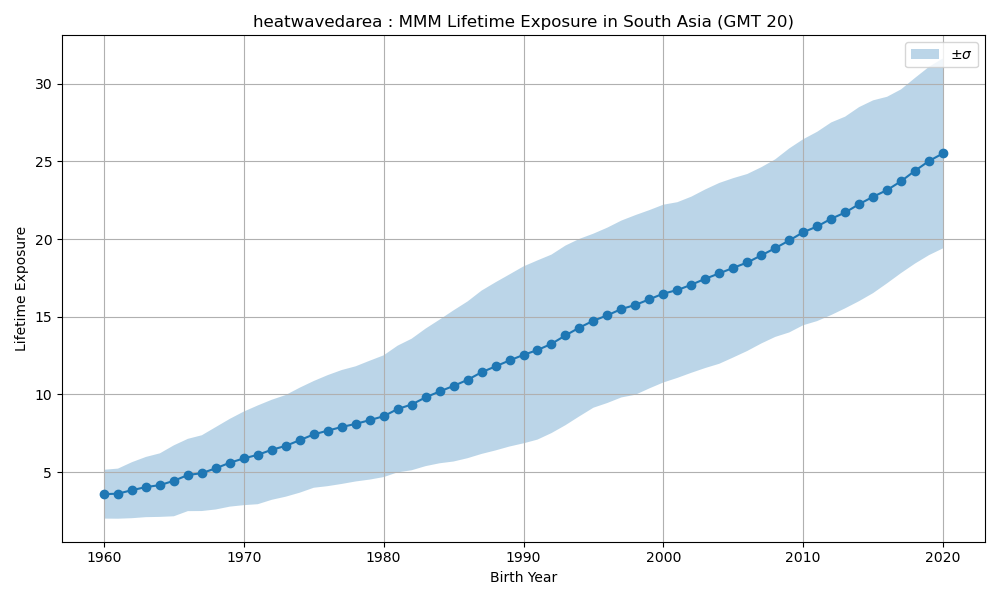 heatwavedarea : MMM Lifetime Exposure in South Asia (GMT 20)
±σ
Lifetime Exposure
30
25
20
15
10
5
1960 1970 1980 1990 2000 2010 2020
Birth Year